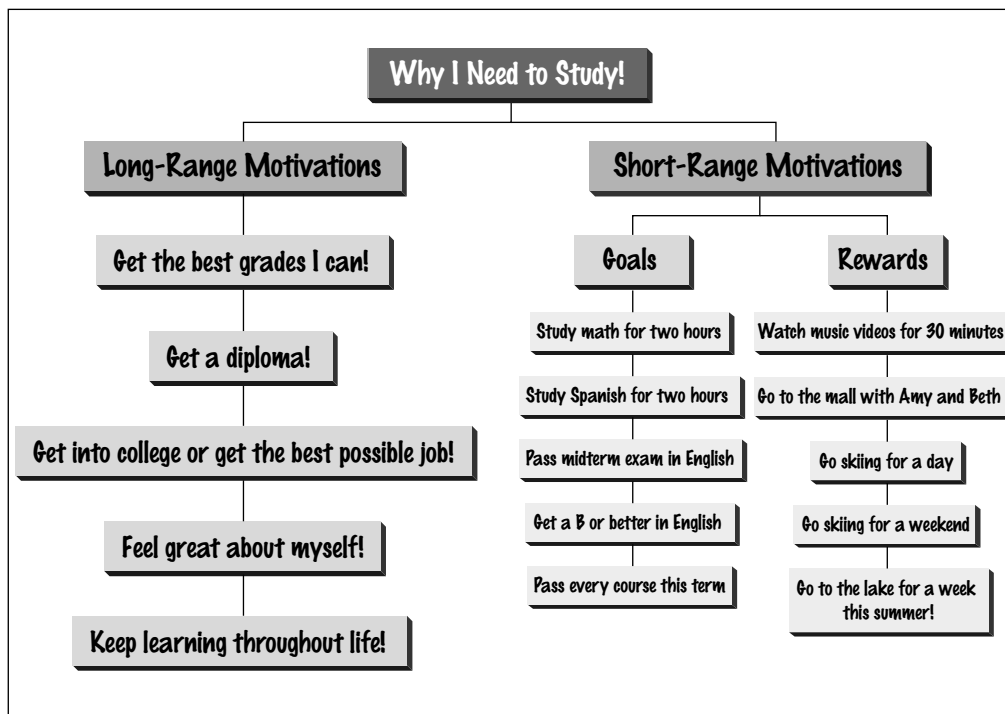 Why I Need to Study!
Long-Range Motivations
Get the best grades I can!
Get a diploma!
Get into college or get the best possible job!
Feel great about myself!
Keep learning throughout life!
Short-Range Motivations
Goals
Study math for two hours
Study Spanish for two hours
Pass midterm exam in English
Get a B or better in English
Pass every course this term
Rewards
Watch music videos for 30 minutes
Go to the mall with Amy and Beth
Go skiing for a day
Go skiing for a weekend
Go to the lake for a week
this summer!